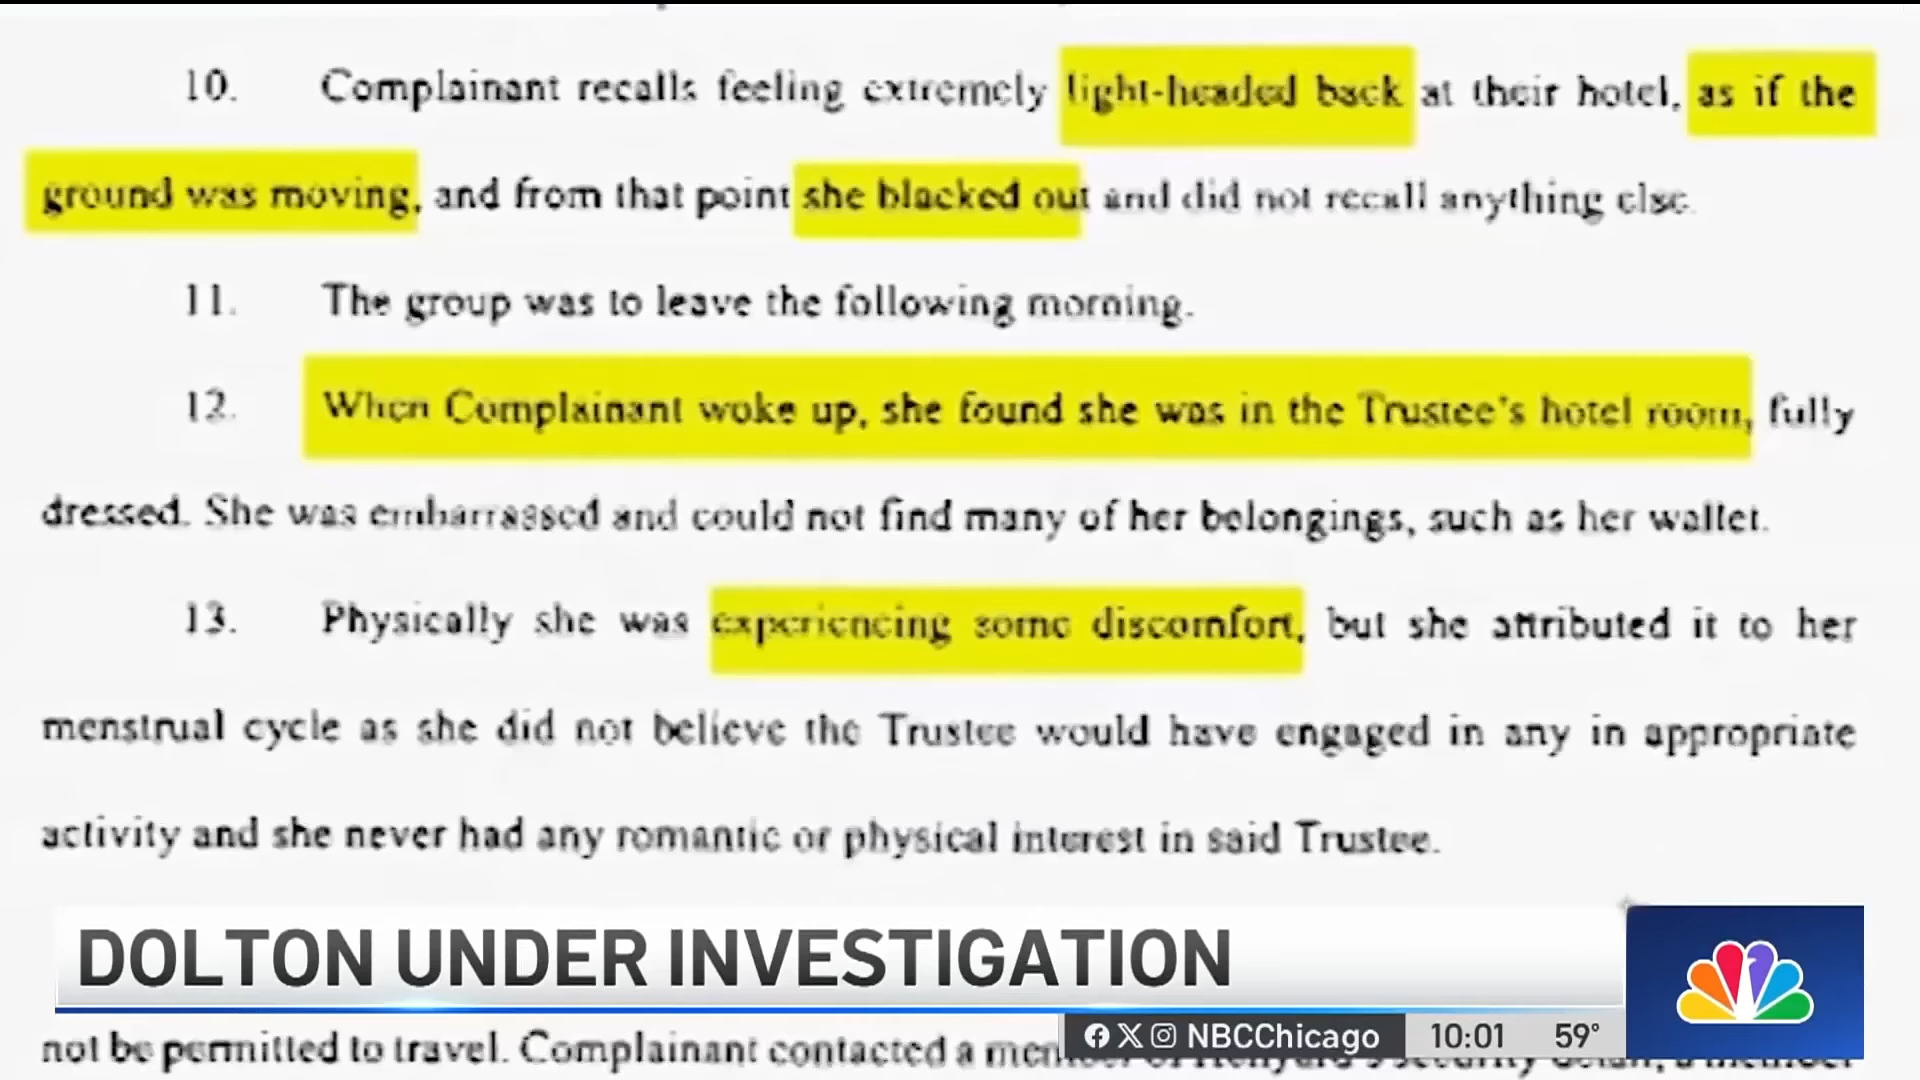 10. Complainant recalls feeling extremely light-headed back at their hotel, as if the
ground was moving, and from that point she blacked out and did not recall anything else.
11. The group was to leave the following morning.
12. When Complainant woke up, she found she was in the Trustee's hotel room, fully
dressed. She was embarrassed and could not find many of her belongings, such as her wallet.
13. Physically she was experiencing some discomfort, but she attributed it to her
menstrual cycle as she did not believe the Trustee would have engaged in any in appropriate
activity and she never had any romantic or physical interest in said Trustee.
DOLTON UNDER INVESTIGATION
not be permitted to travel. Complainant contacted a
NBCChicago 10:01 59°